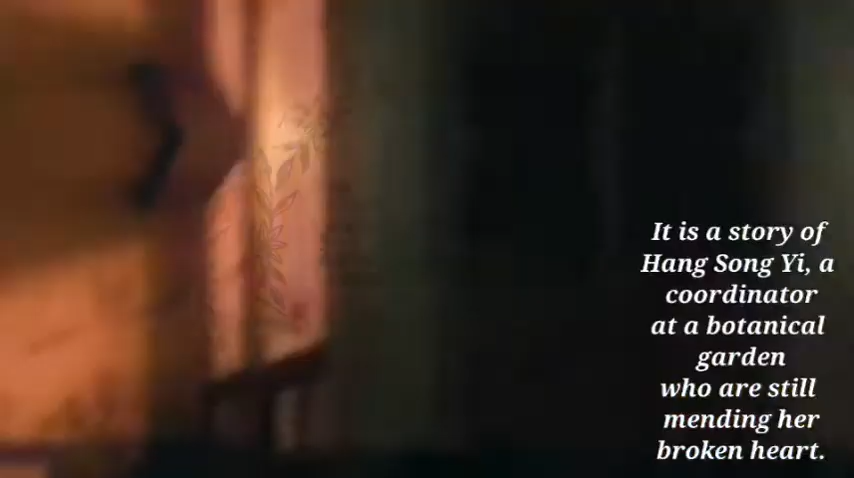 It is a story of
Hang Song Yi, a
coordinator
at a botanical
garden
who are still
mending her
broken heart.